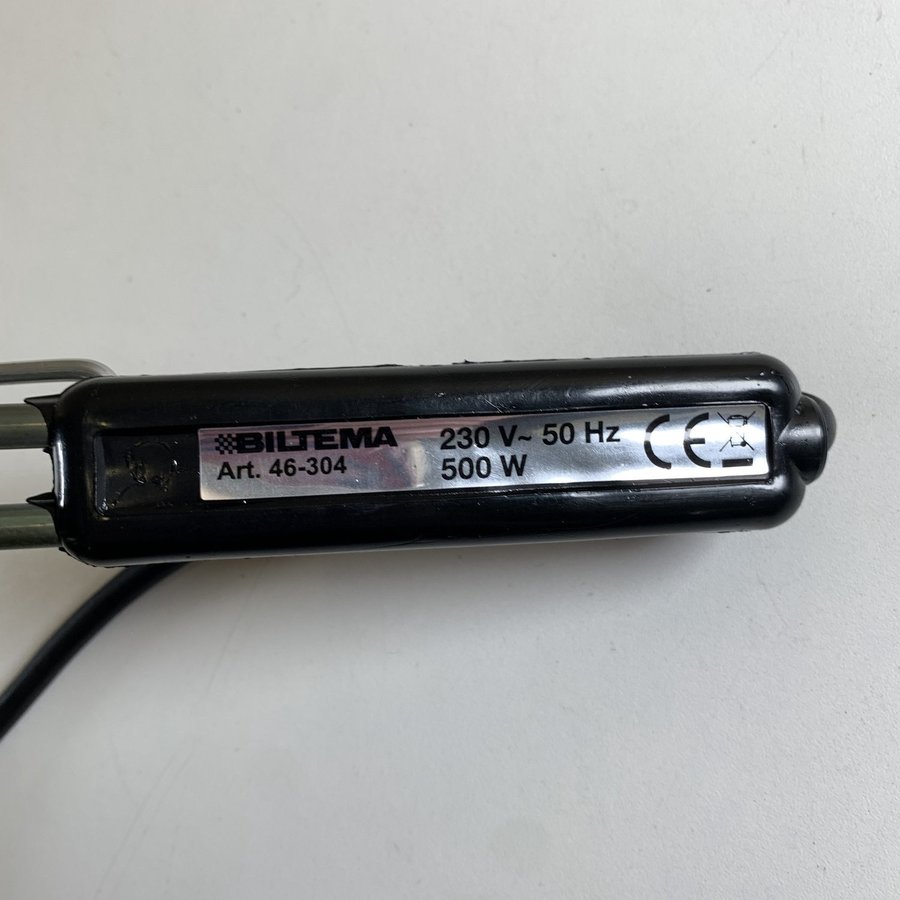 BILTEMA
Art. 46-304
230 V~ 50 Hz
500 W
CE